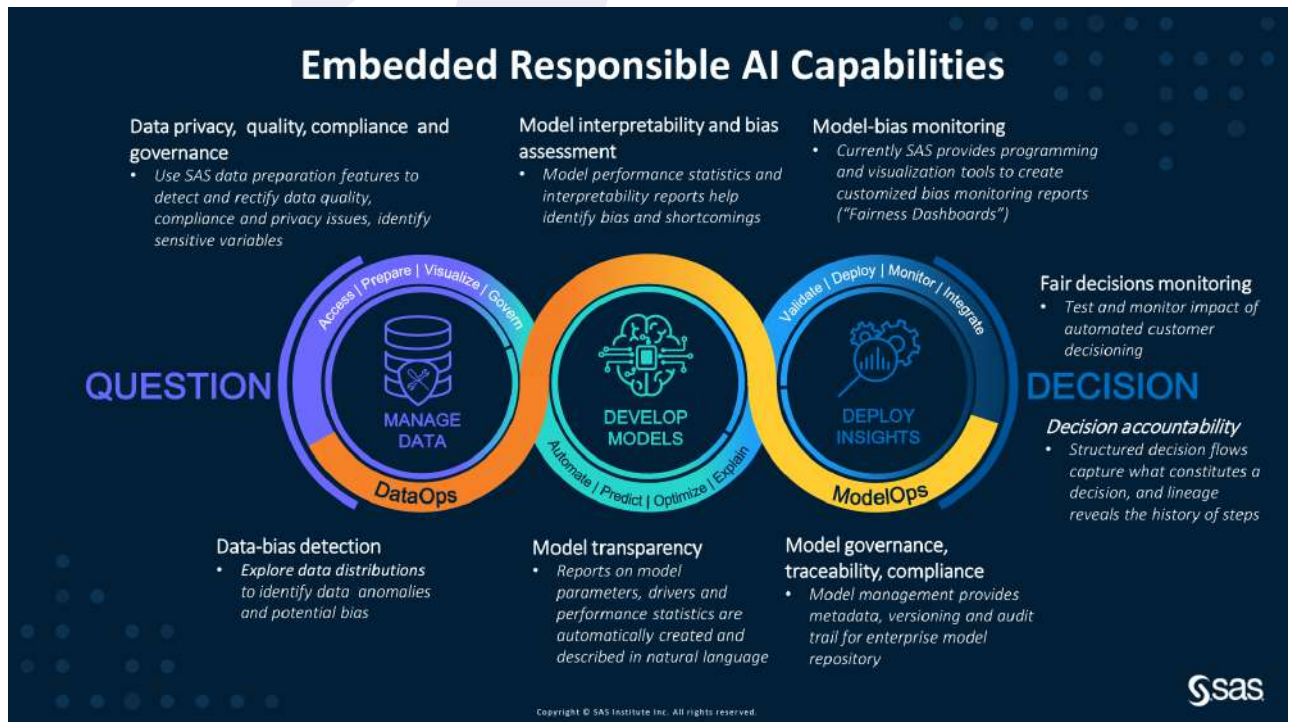 Embedded Responsible AI Capabilities
Data privacy, quality, compliance and
governance
• Use SAS data preparation features to
detect and rectify data quality,
compliance and privacy issues, identify
sensitive variables
Model interpretability and bias
assessment
• Model performance statistics and
interpretability reports help
identify bias and shortcomings
Model-bias monitoring
• Currently SAS provides programming
and visualization tools to create
customized bias monitoring reports
("Fairness Dashboards")
Fair decisions monitoring
• Test and monitor impact of
automated customer
decisioning
QUESTION
Access | Prepare | Visualize | Govern
MANAGE
DATA
DataOps
DEVELOP
MODELS
Automate | Predict | Optimize | Explain
Validate | Deploy | Monitor | Integrate
DEPLOY
INSIGHTS
ModelOps
DECISION
Decision accountability
• Structured decision flows
capture what constitutes a
decision, and lineage
reveals the history of steps
Data-bias detection
• Explore data distributions
to identify data anomalies
and potential bias
Model transparency
• Reports on model
parameters, drivers and
performance statistics are
automatically created and
described in natural language
Model governance,
traceability, compliance
• Model management provides
metadata, versioning and audit
trail for enterprise model
repository
sas
Copyright © SAS Institute Inc. All rights reserved.